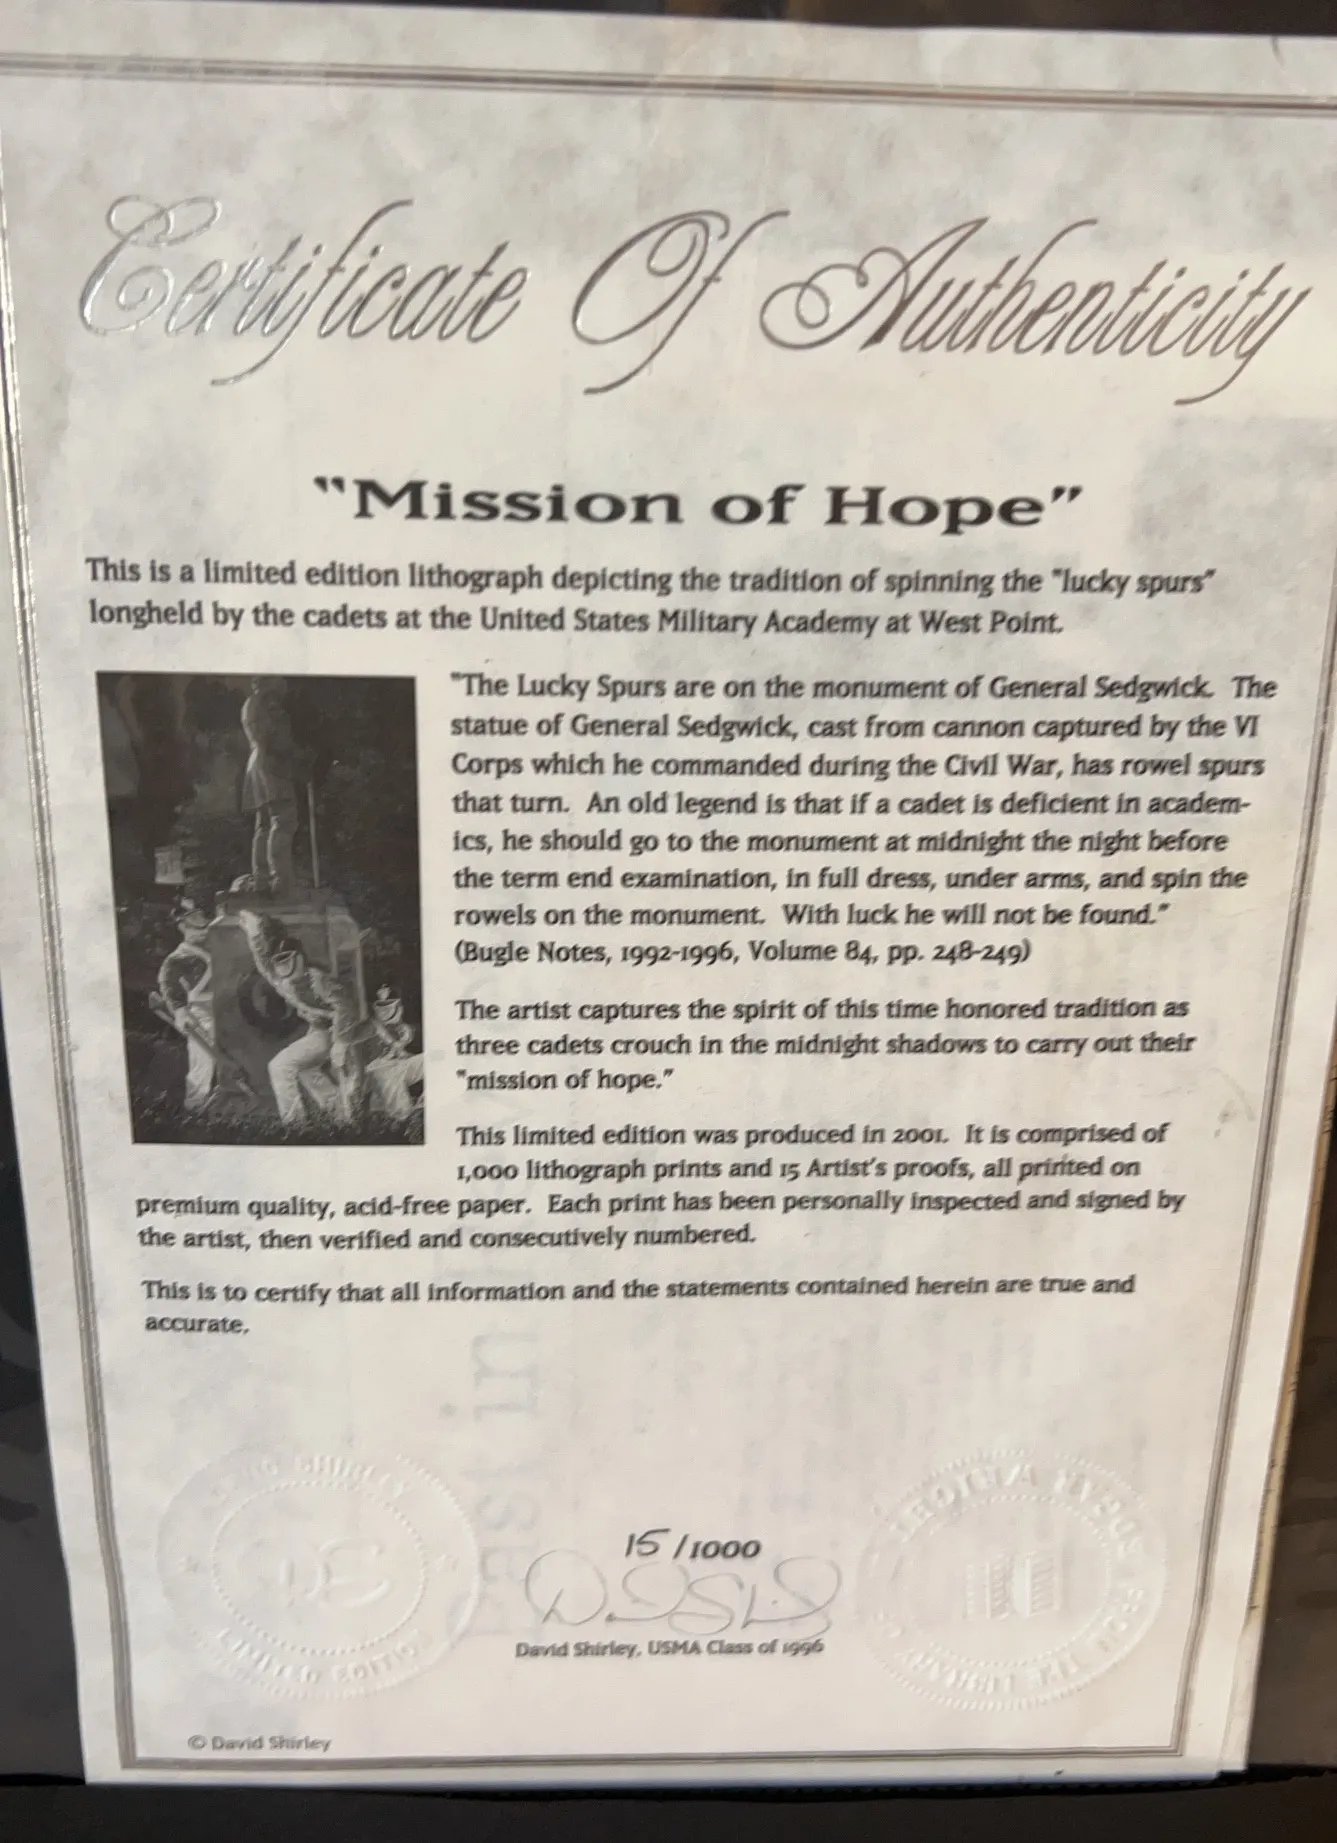 Certificate Of Authenticity
"Mission of Hope"
This is a limited edition lithograph depicting the tradition of spinning the "lucky spurs"
longheld by the cadets at the United States Military Academy at West Point.
"The Lucky Spurs are on the monument of General Sedgwick. The
statue of General Sedgwick, cast from cannon captured by the VI
Corps which he commanded during the Civil War, has rowel spurs
that turn. An old legend is that if a cadet is deficient in academ-
ics, he should go to the monument at midnight the night before
the term end examination, in full dress, under arms, and spin the
rowels on the monument. With luck he will not be found."
(Bugle Notes, 1992-1996, Volume 84, pp. 248-249)
The artist captures the spirit of this time honored tradition as
three cadets crouch in the midnight shadows to carry out their
"mission of hope."
This limited edition was produced in 2001. It is comprised of
1,000 lithograph prints and 15 Artist's proofs, all printed on
premium quality, acid-free paper. Each print has been personally inspected and signed by
the artist, then verified and consecutively numbered.
This is to certify that all information and the statements contained herein are true and
accurate.
SHIRLEY
LIMITED EDITION
LIBRARY
15/1000
David Shirley, USMA Class of 1996
© David Shirley